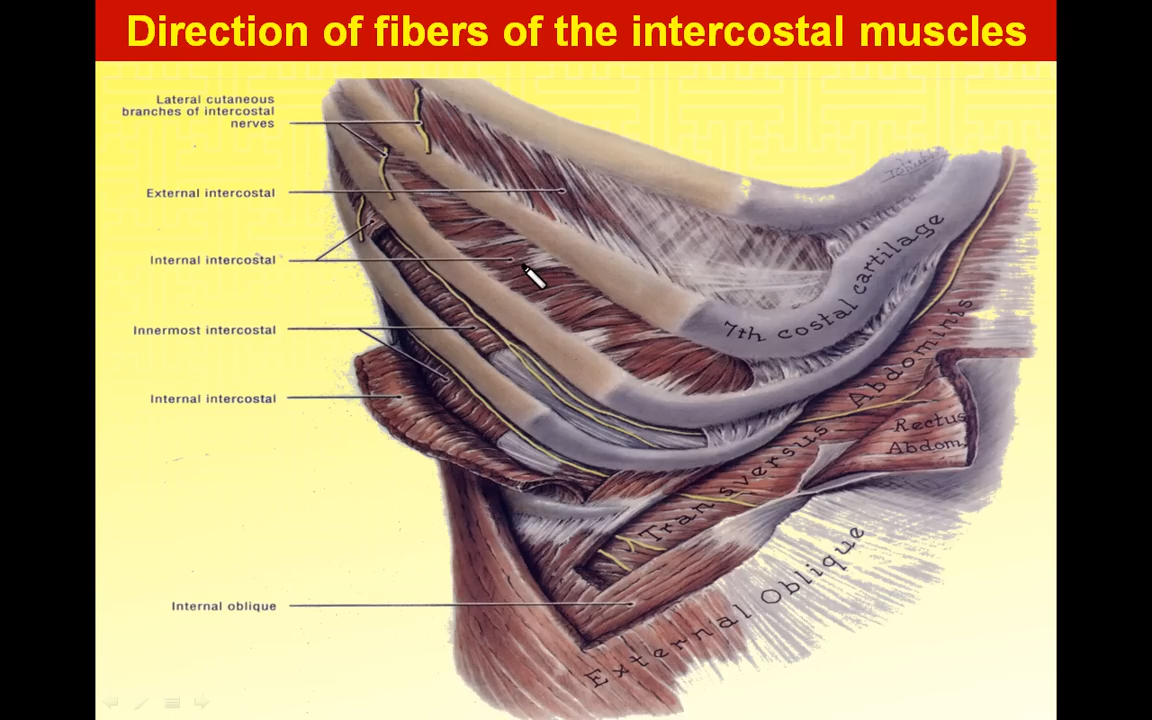 Direction of fibers of the intercostal muscles
Lateral cutaneous
branches of intercostal
nerves
External intercostal
Internal intercostal
Innermost intercostal
Internal intercostal
Internal oblique
7th costal cartilage
Transversus Abdominis
Rectus
Abdom.
External Oblique